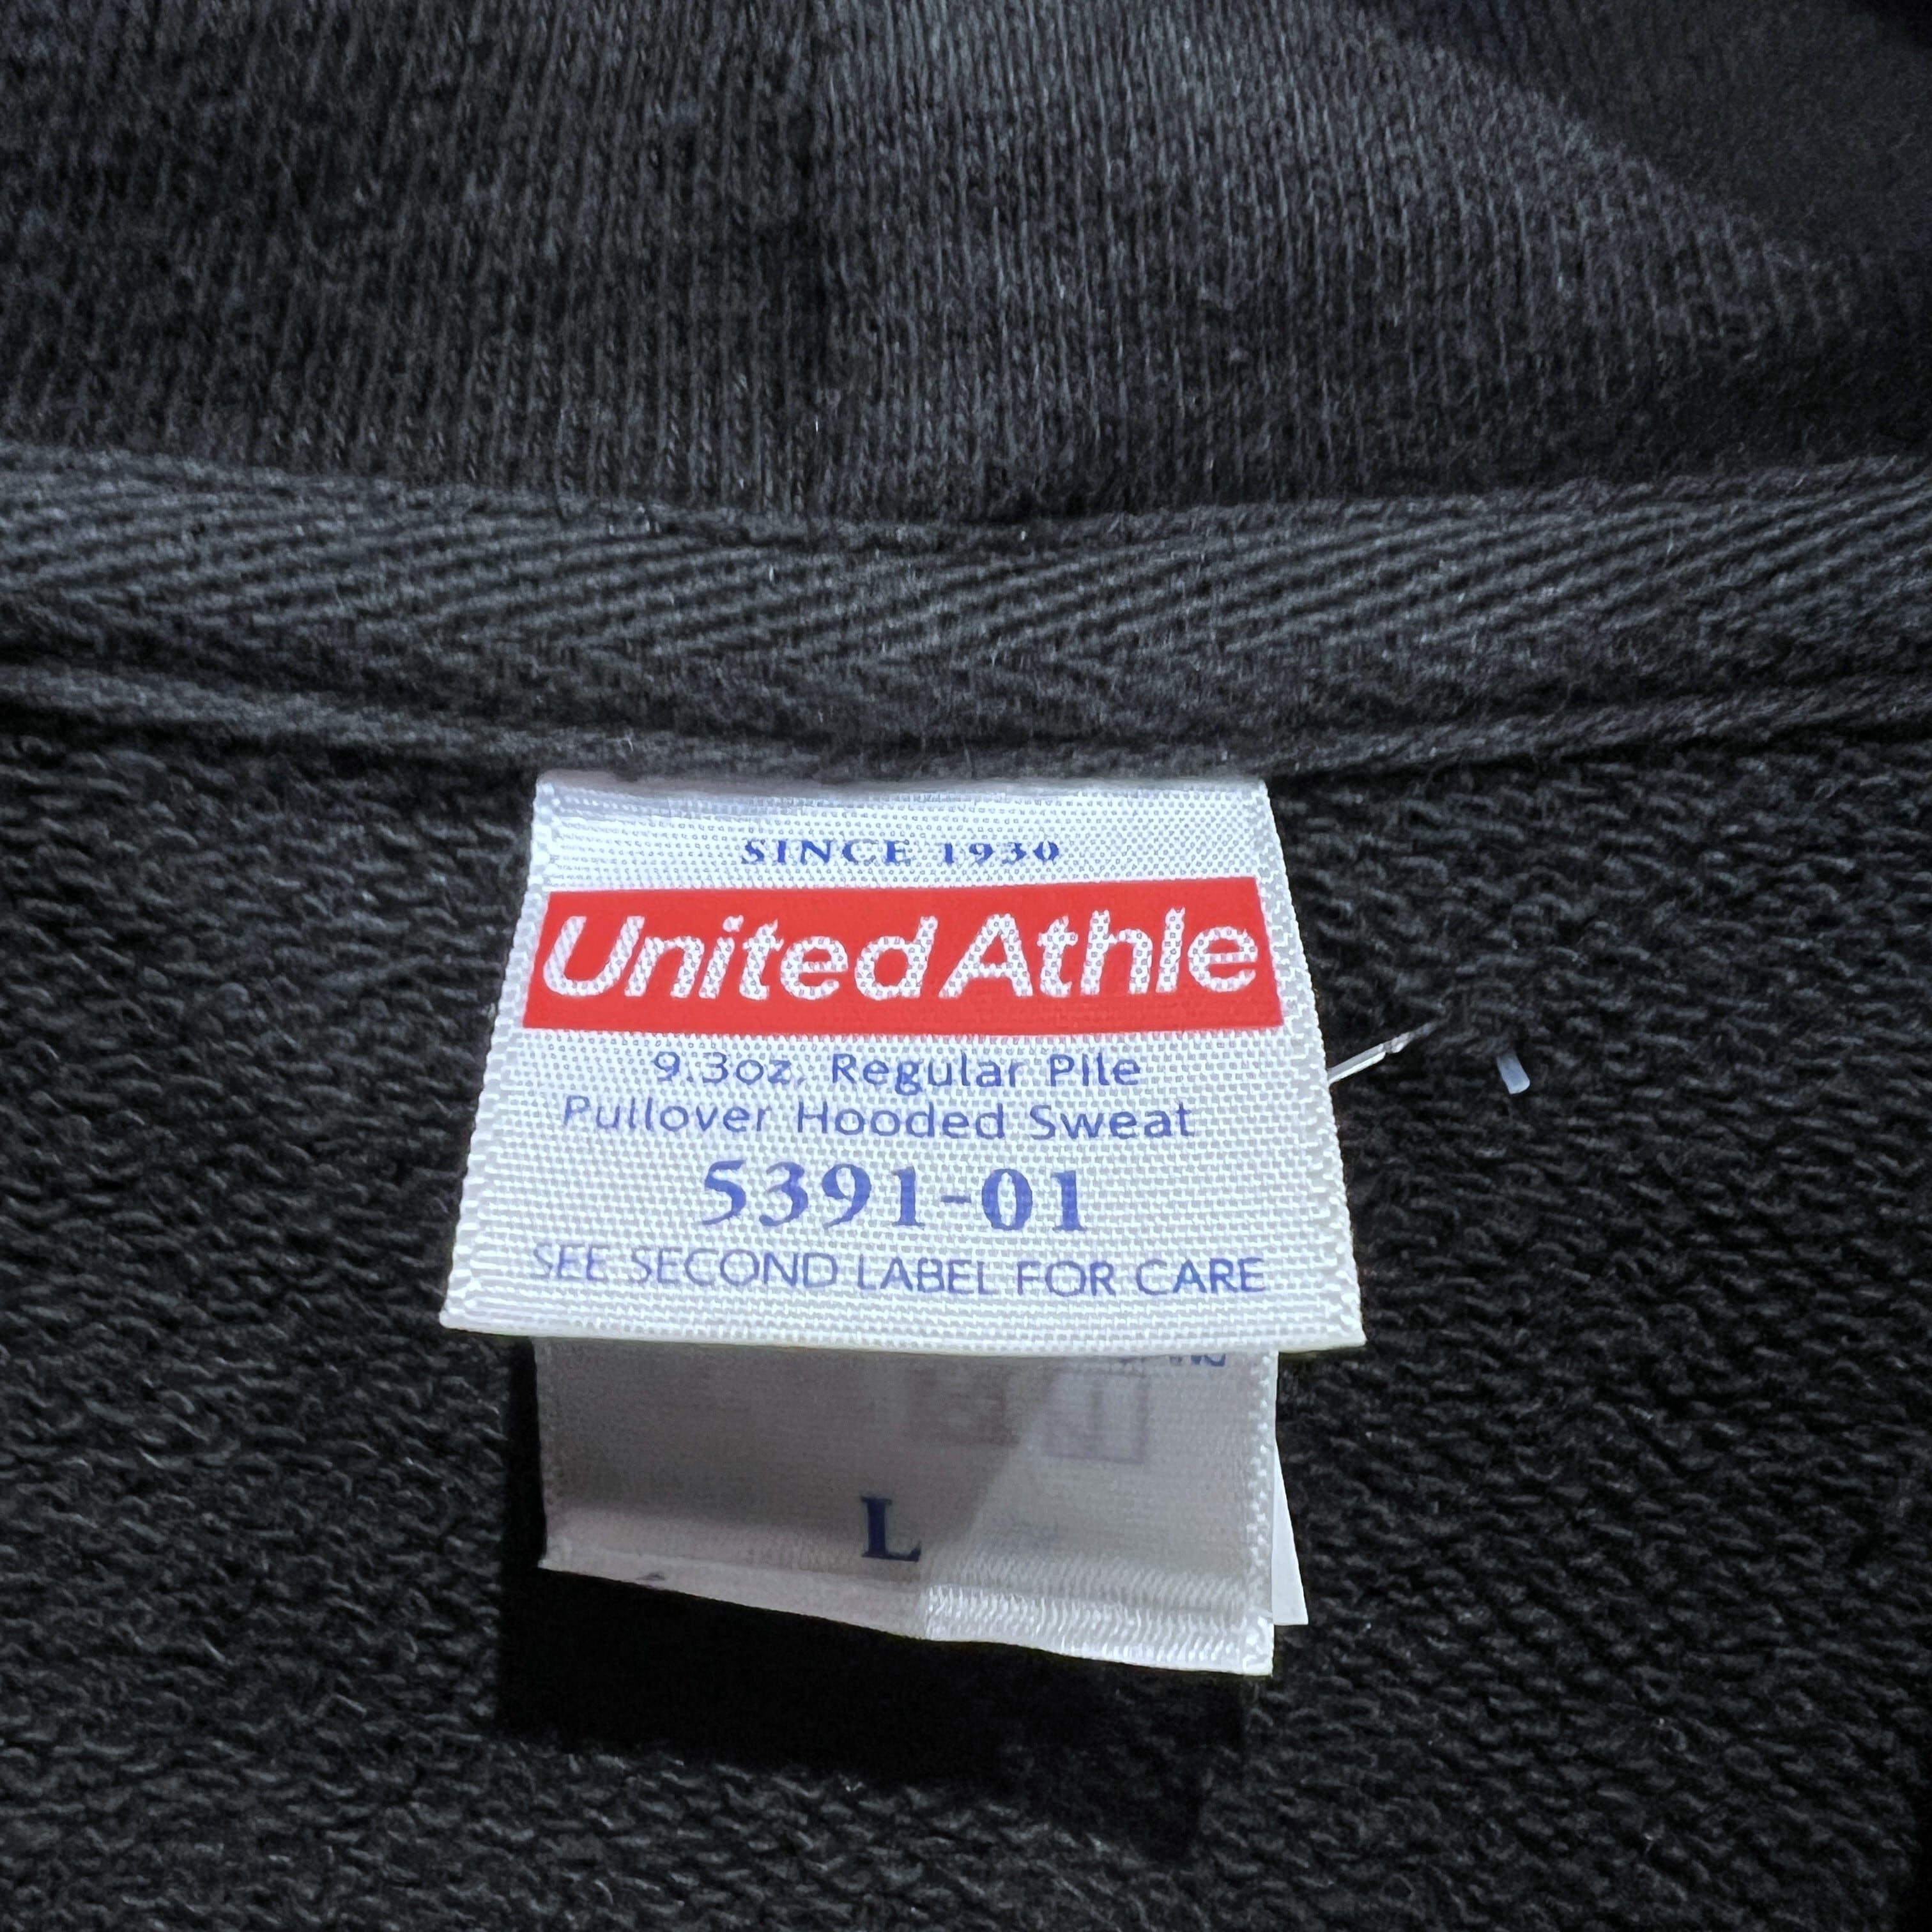 SINCE 1930
United Athle
9.3oz. Regular Pile
Pullover Hooded Sweat
5391-01
SEE SECOND LABEL FOR CARE
L